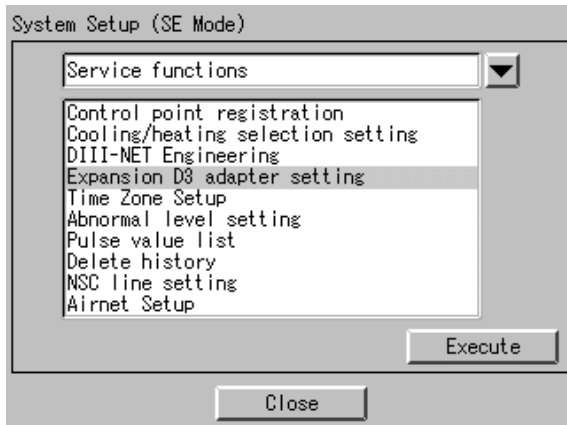 System Setup (SE Mode)
Service functions
Control point registration
Cooling/heating selection setting
DIII-NET Engineering
Expansion D3 adapter setting
Time Zone Setup
Abnormal level setting
Pulse value list
Delete history
NSC line setting
Airnet Setup
Execute
Close